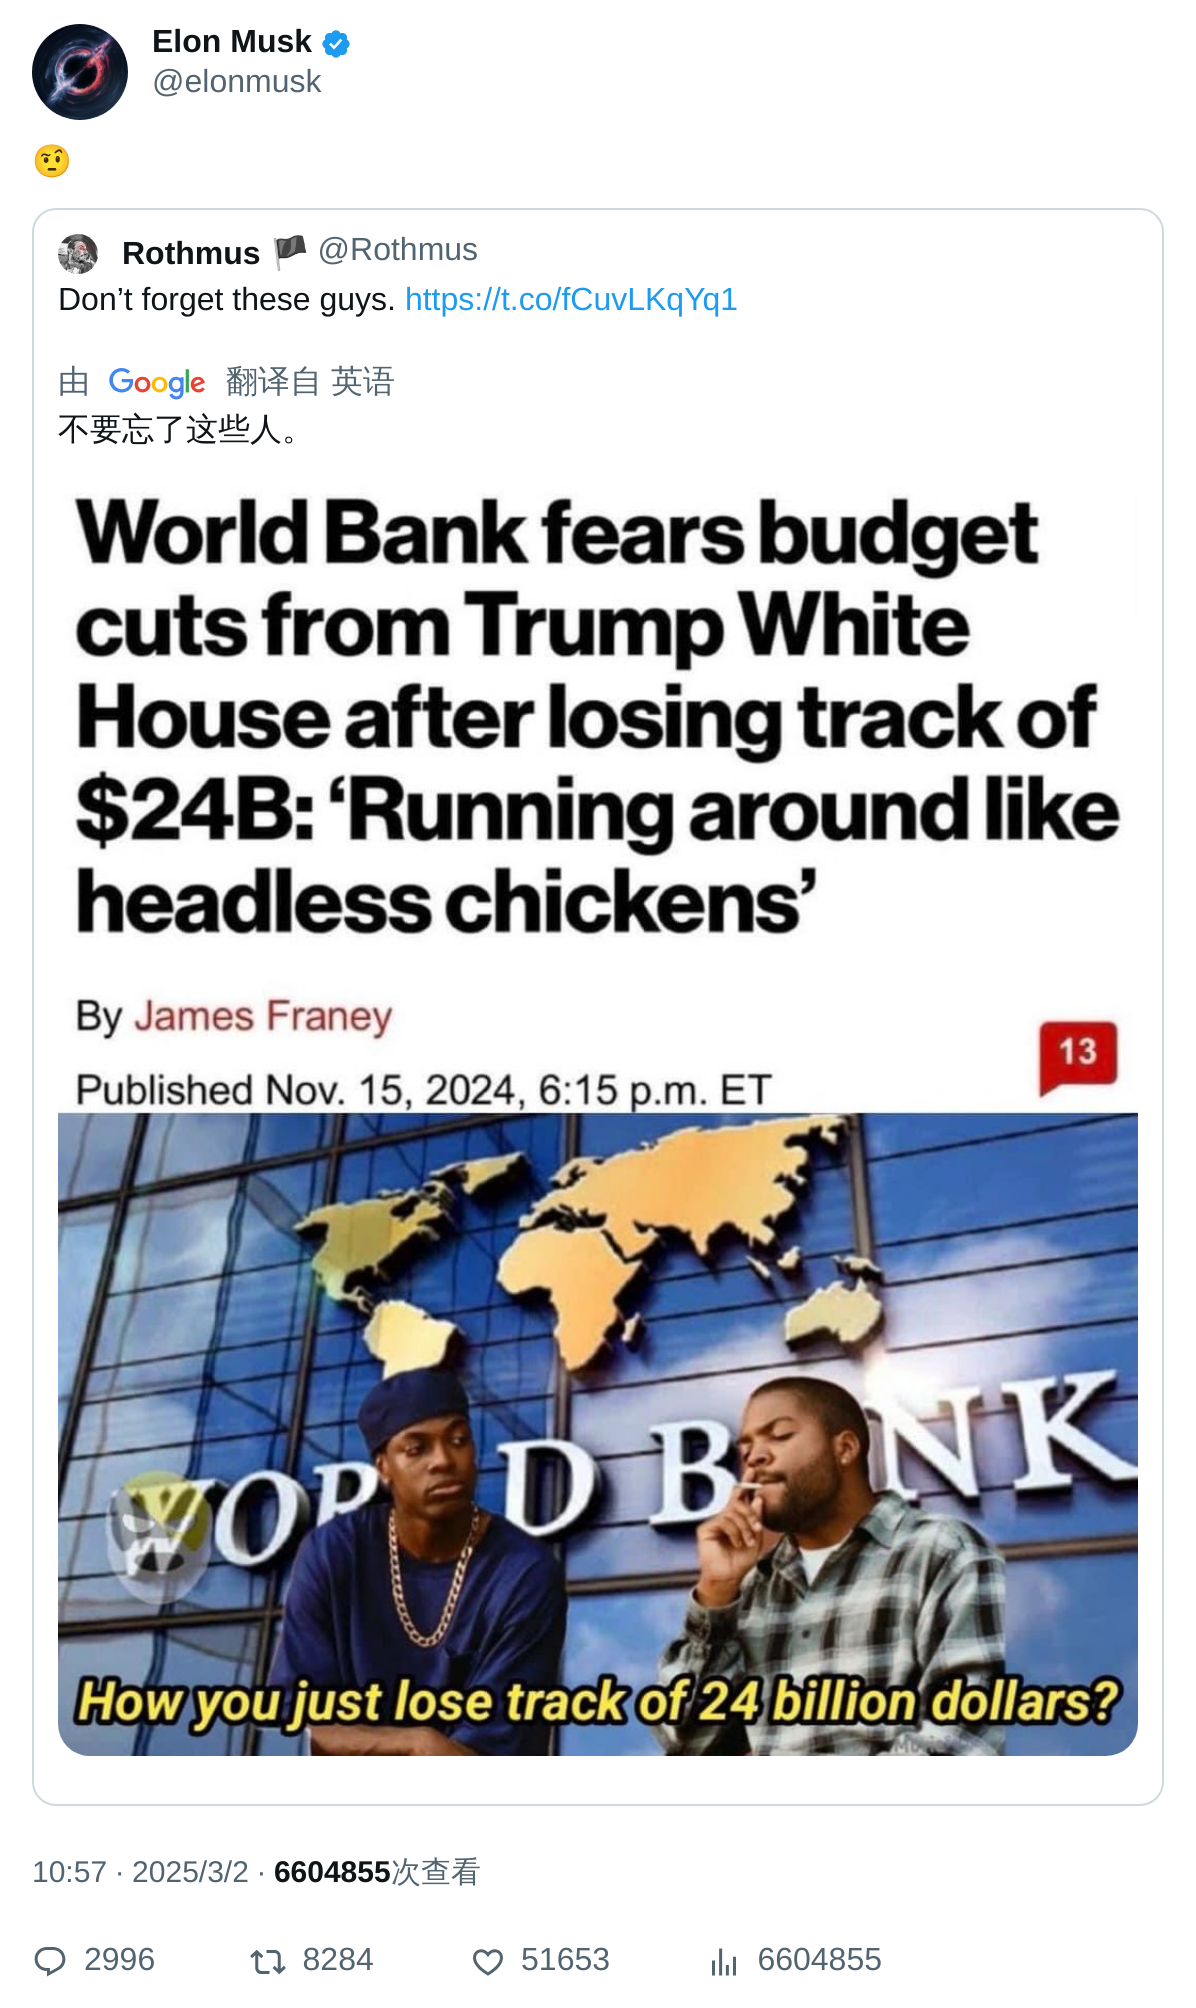 Elon Musk
@elonmusk
🤨
Rothmus 🏴 @Rothmus
Don’t forget these guys. https://t.co/fCuvLKqYq1
由 Google 翻译自 英语
不要忘了这些人。
World Bank fears budget
cuts from Trump White
House after losing track of
$24B: ‘Running around like
headless chickens’
By James Franey
13
Published Nov. 15, 2024, 6:15 p.m. ET
WOR D B NK
How you just lose track of 24 billion dollars?
10:57 · 2025/3/2 · 6604855次查看
2996 8284 51653 6604855